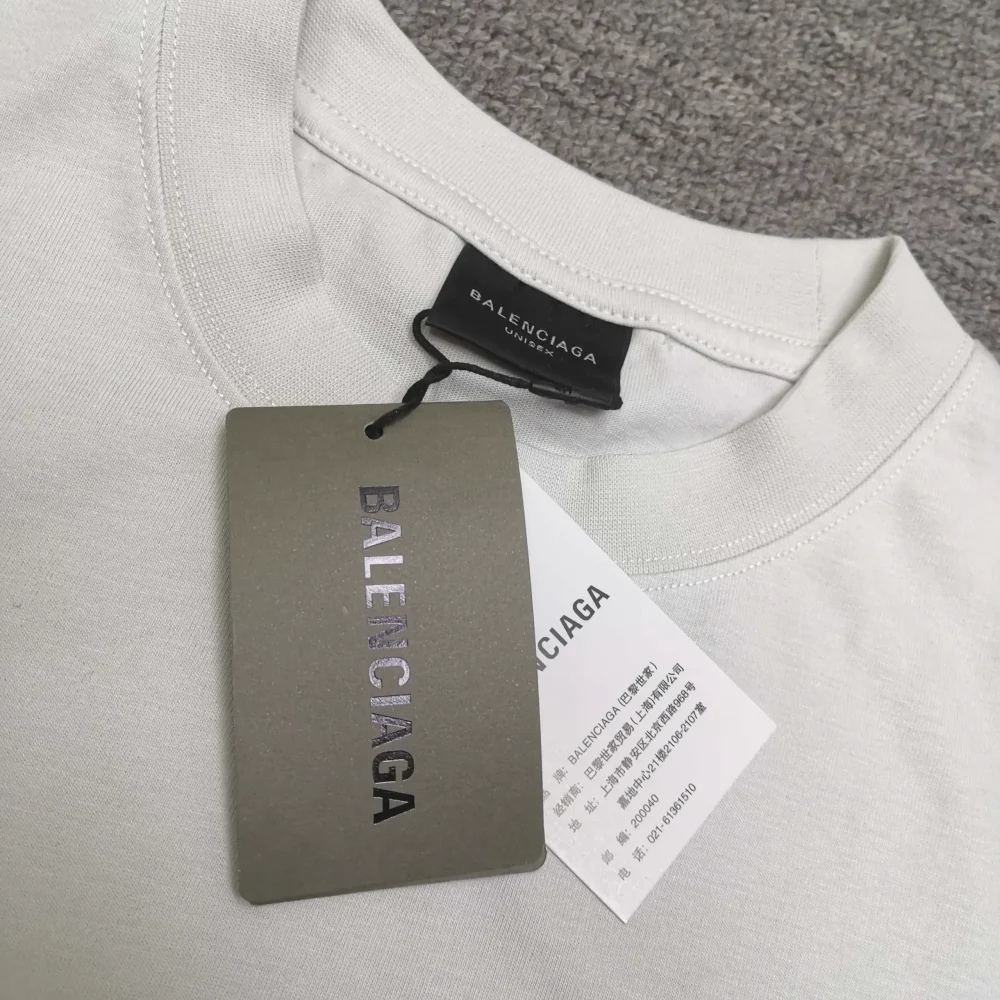 BALENCIAGA
UNISEX
BALENCIAGA
NCIAGA
牌: BALENCIAGA (巴黎世家)
经销商: 巴黎世家贸易(上海)有限公司
地 址: 上海市静安区北京西路968号
嘉地中心21楼2106-2107室
邮 编: 200040
电 话: 021-61361510